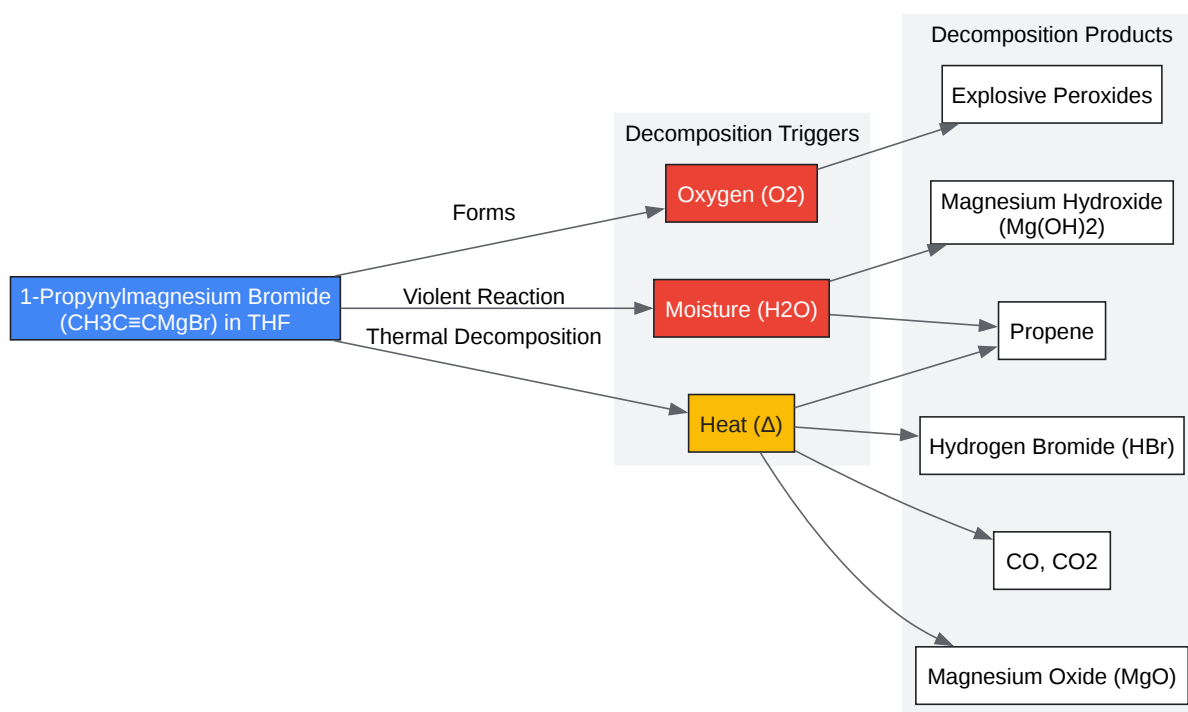 Decomposition Products
Explosive Peroxides
Decomposition Triggers
Oxygen (O2)
Magnesium Hydroxide
(Mg(OH)2)
Forms
1-Propynylmagnesium Bromide
(CH3C≡CMgBr) in THF
Violent Reaction
Moisture (H2O)
Propene
Thermal Decomposition
Heat (Δ)
Hydrogen Bromide (HBr)
CO, CO2
Magnesium Oxide (MgO)